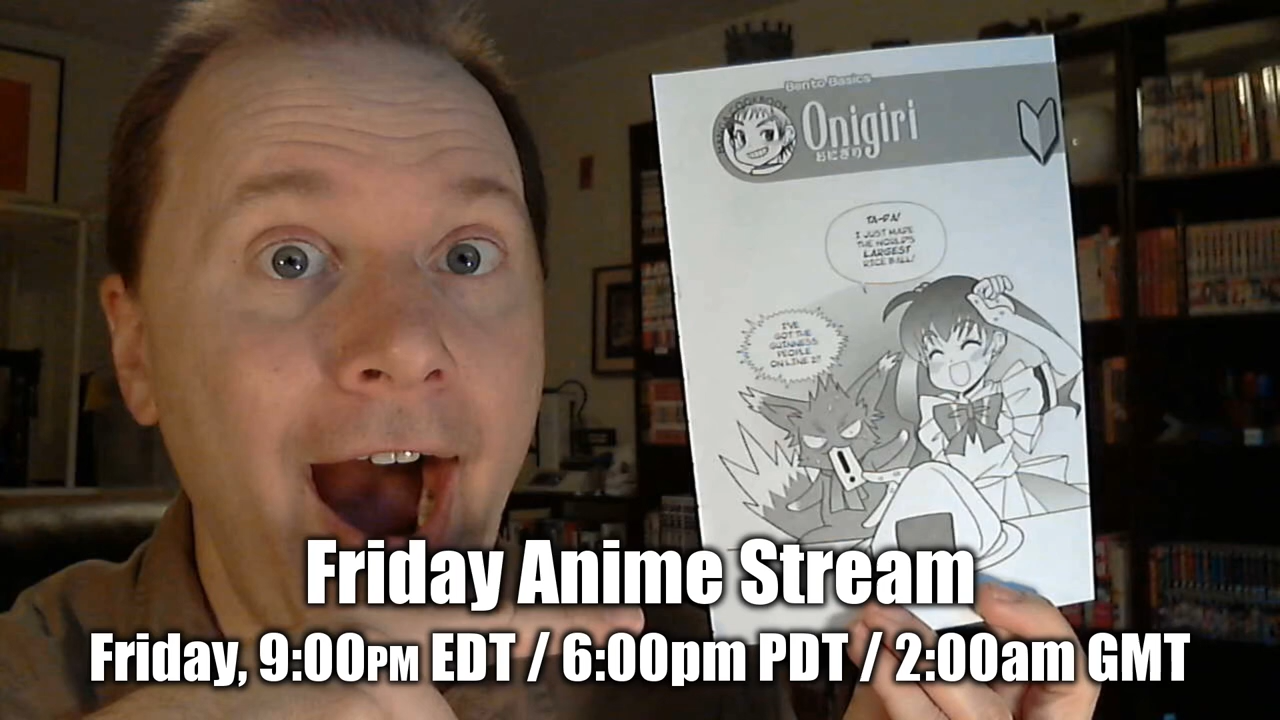 Bento Basics
Onigiri
おにぎり
TA-DA!
I JUST MADE
THE WORLD'S
LARGEST
RICE BALL!
I'VE
GOT THE
GUINNESS
PEOPLE
ON LINE 2!
Friday Anime Stream
Friday, 9:00PM EDT / 6:00pm PDT / 2:00am GMT